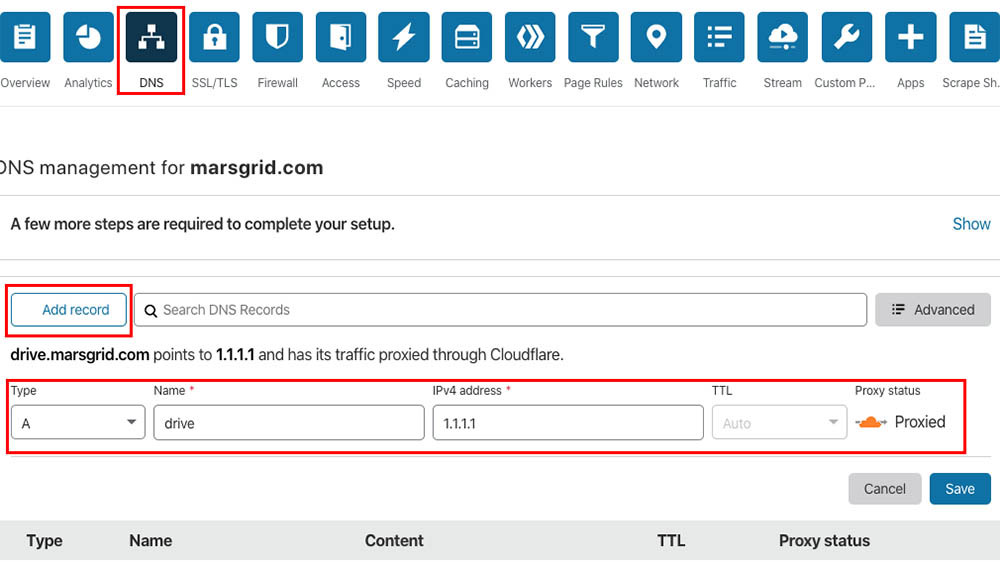 Overview Analytics DNS SSL/TLS Firewall Access Speed Caching Workers Page Rules Network Traffic Stream Custom P... Apps Scrape Sh...
DNS management for marsgrid.com
A few more steps are required to complete your setup. Show
Add record Search DNS Records Advanced
drive.marsgrid.com points to 1.1.1.1 and has its traffic proxied through Cloudflare.
Type Name * IPv4 address * TTL Proxy status
A drive 1.1.1.1 Auto Proxied
Cancel Save
Type Name Content TTL Proxy status